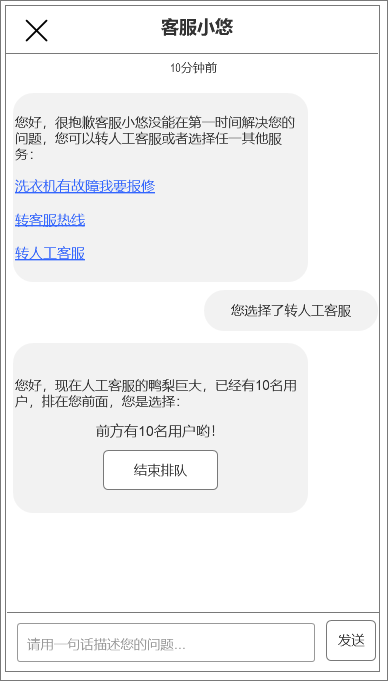 客服小悠
10分钟前
您好，很抱歉客服小悠没能在第一时间解决您的
问题，您可以转人工客服或者选择任一其他服
务：
洗衣机有故障我要报修
转客服热线
转人工客服
您选择了转人工客服
您好，现在人工客服的鸭梨巨大，已经有10名用
户，排在您前面，您是选择：
前方有10名用户哟！
结束排队
请用一句话描述您的问题...
发送